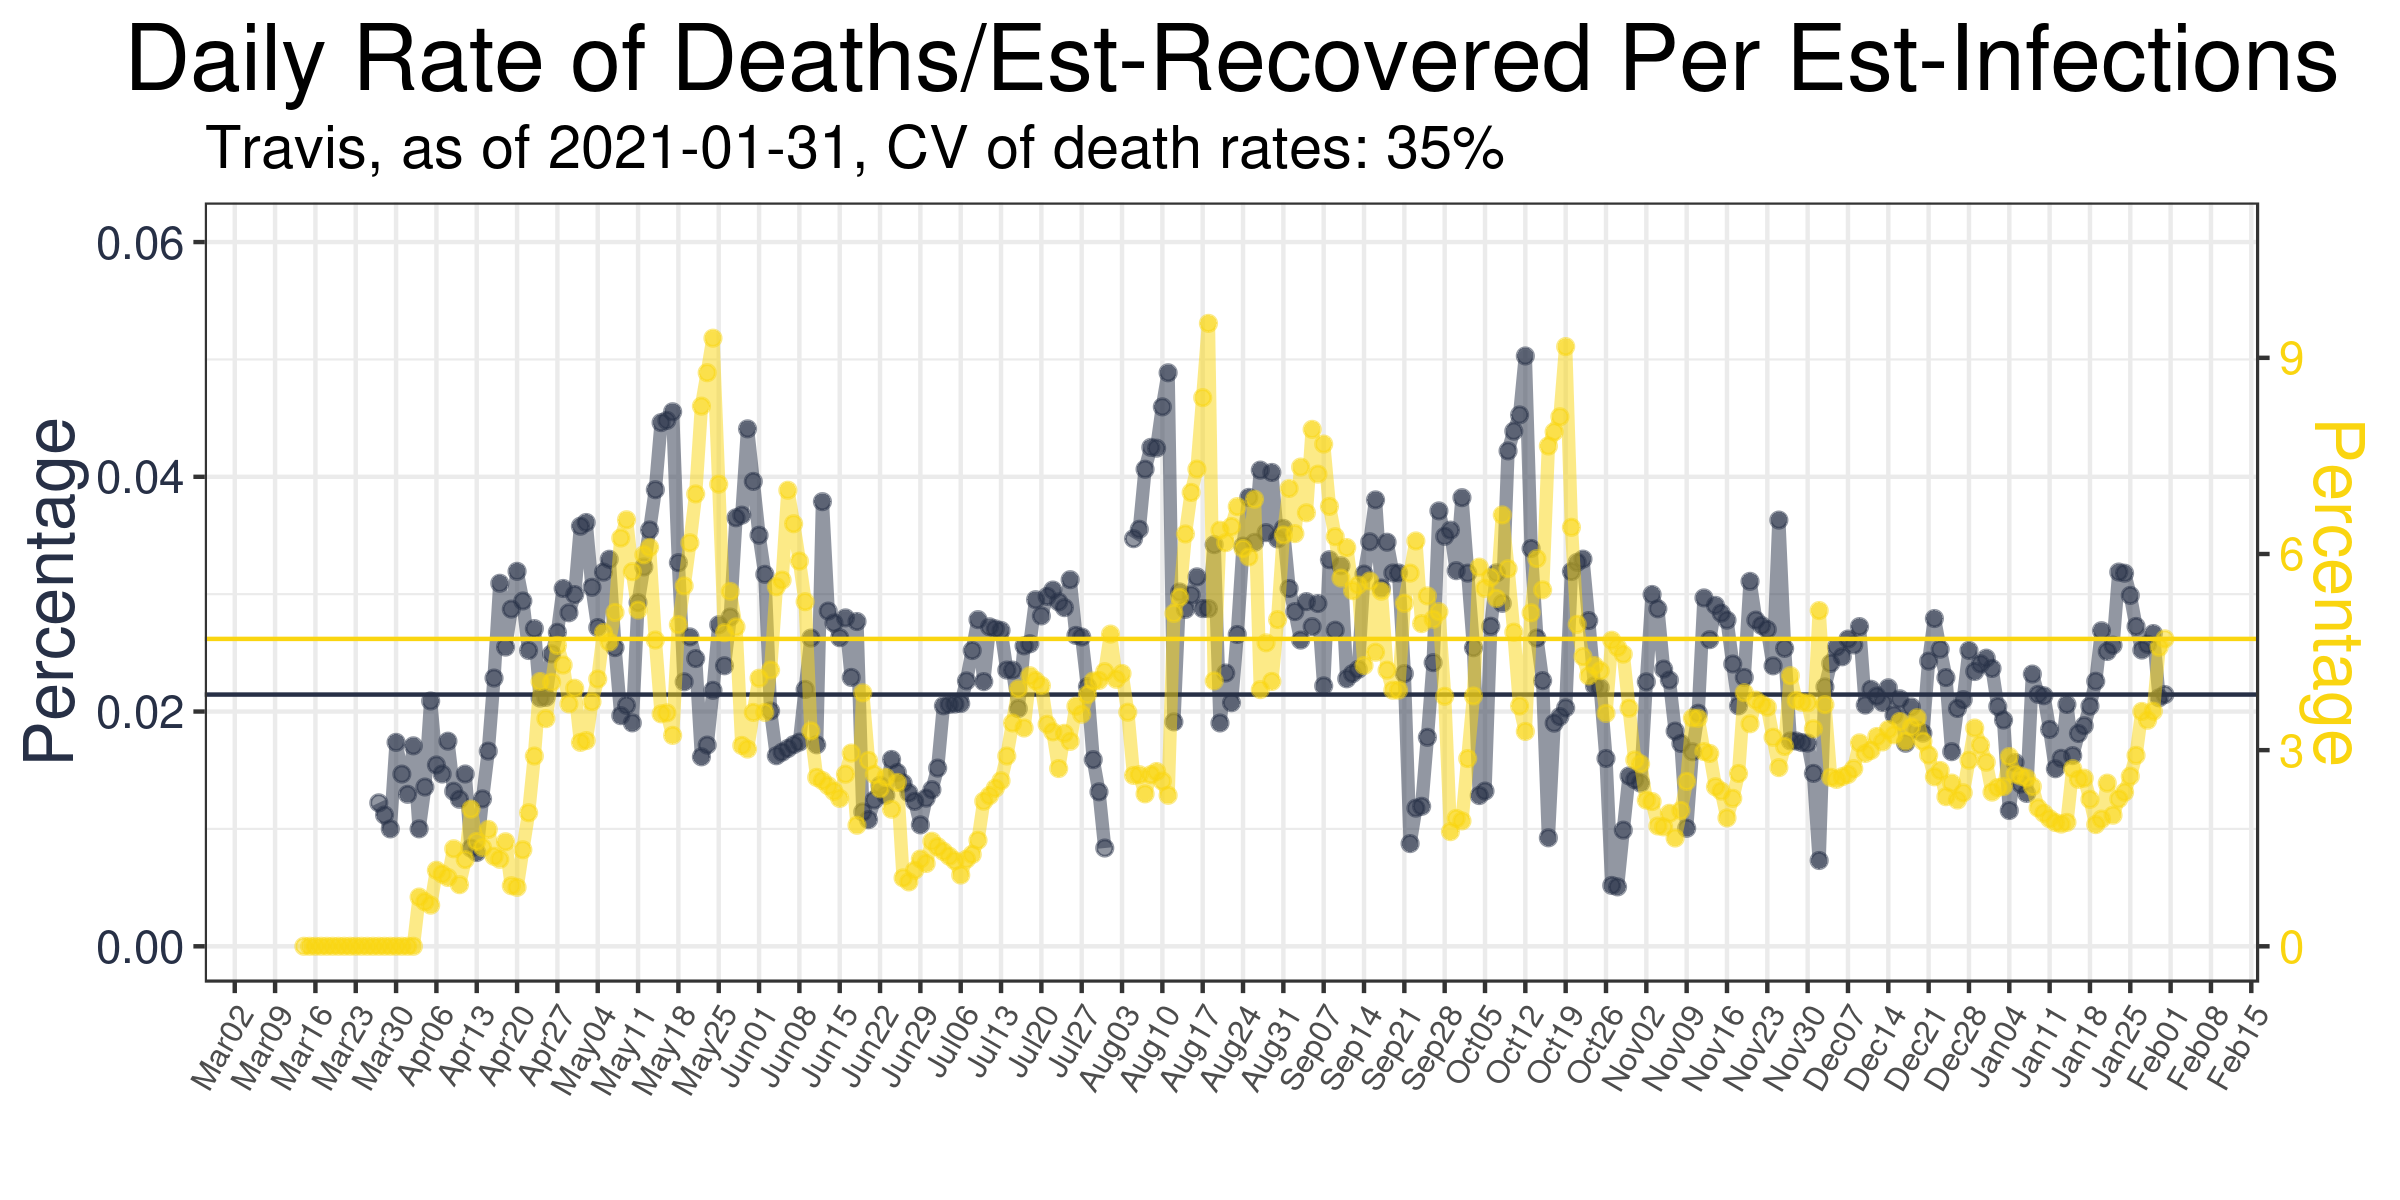 Daily Rate of Deaths/Est-Recovered Per Est-Infections
Travis, as of 2021-01-31, CV of death rates: 35%
Percentage
0.06
0.04
0.02
0.00
9
6
3
0
Percentage
Mar02
Mar09
Mar16
Mar23
Mar30
Apr06
Apr13
Apr20
Apr27
May04
May11
May18
May25
Jun01
Jun08
Jun15
Jun22
Jun29
Jul06
Jul13
Jul20
Jul27
Aug03
Aug10
Aug17
Aug24
Aug31
Sep07
Sep14
Sep21
Sep28
Oct05
Oct12
Oct19
Oct26
Nov02
Nov09
Nov16
Nov23
Nov30
Dec07
Dec14
Dec21
Dec28
Jan04
Jan11
Jan18
Jan25
Feb01
Feb08
Feb15